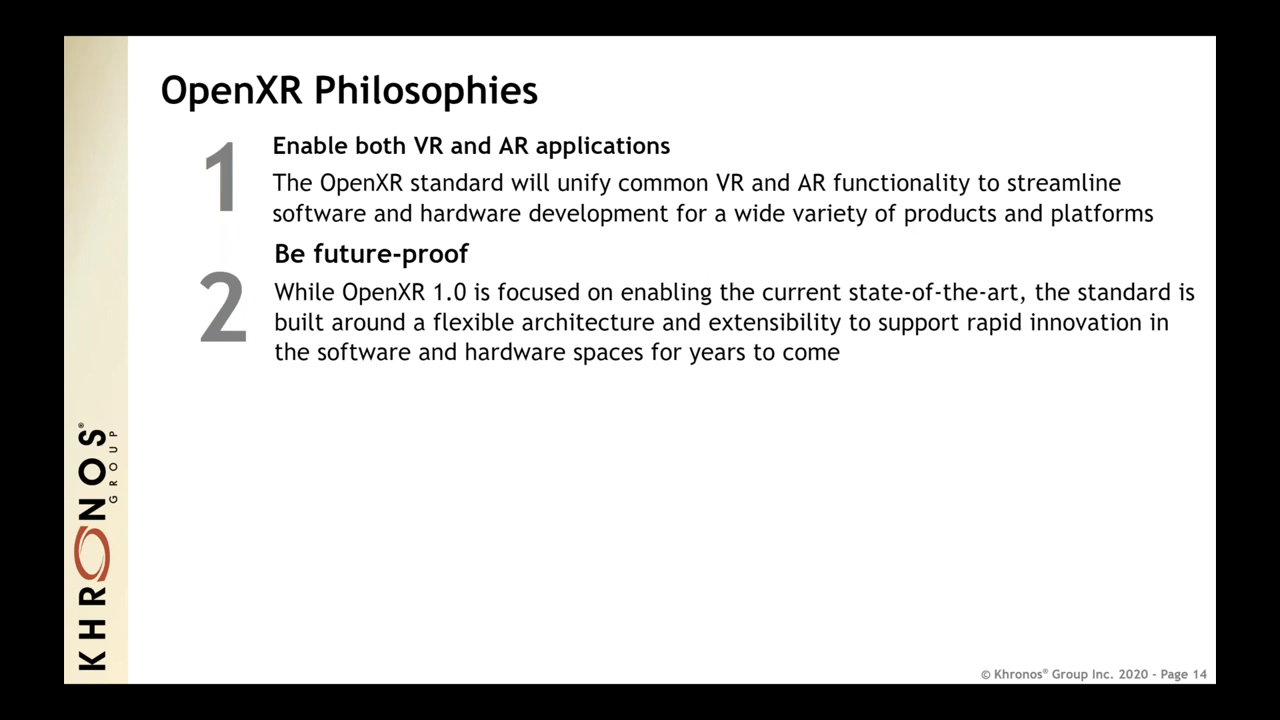 OpenXR Philosophies
1
Enable both VR and AR applications
The OpenXR standard will unify common VR and AR functionality to streamline
software and hardware development for a wide variety of products and platforms
2
Be future-proof
While OpenXR 1.0 is focused on enabling the current state-of-the-art, the standard is
built around a flexible architecture and extensibility to support rapid innovation in
the software and hardware spaces for years to come
KHRONOS®
GROUP
© Khronos® Group Inc. 2020 - Page 14